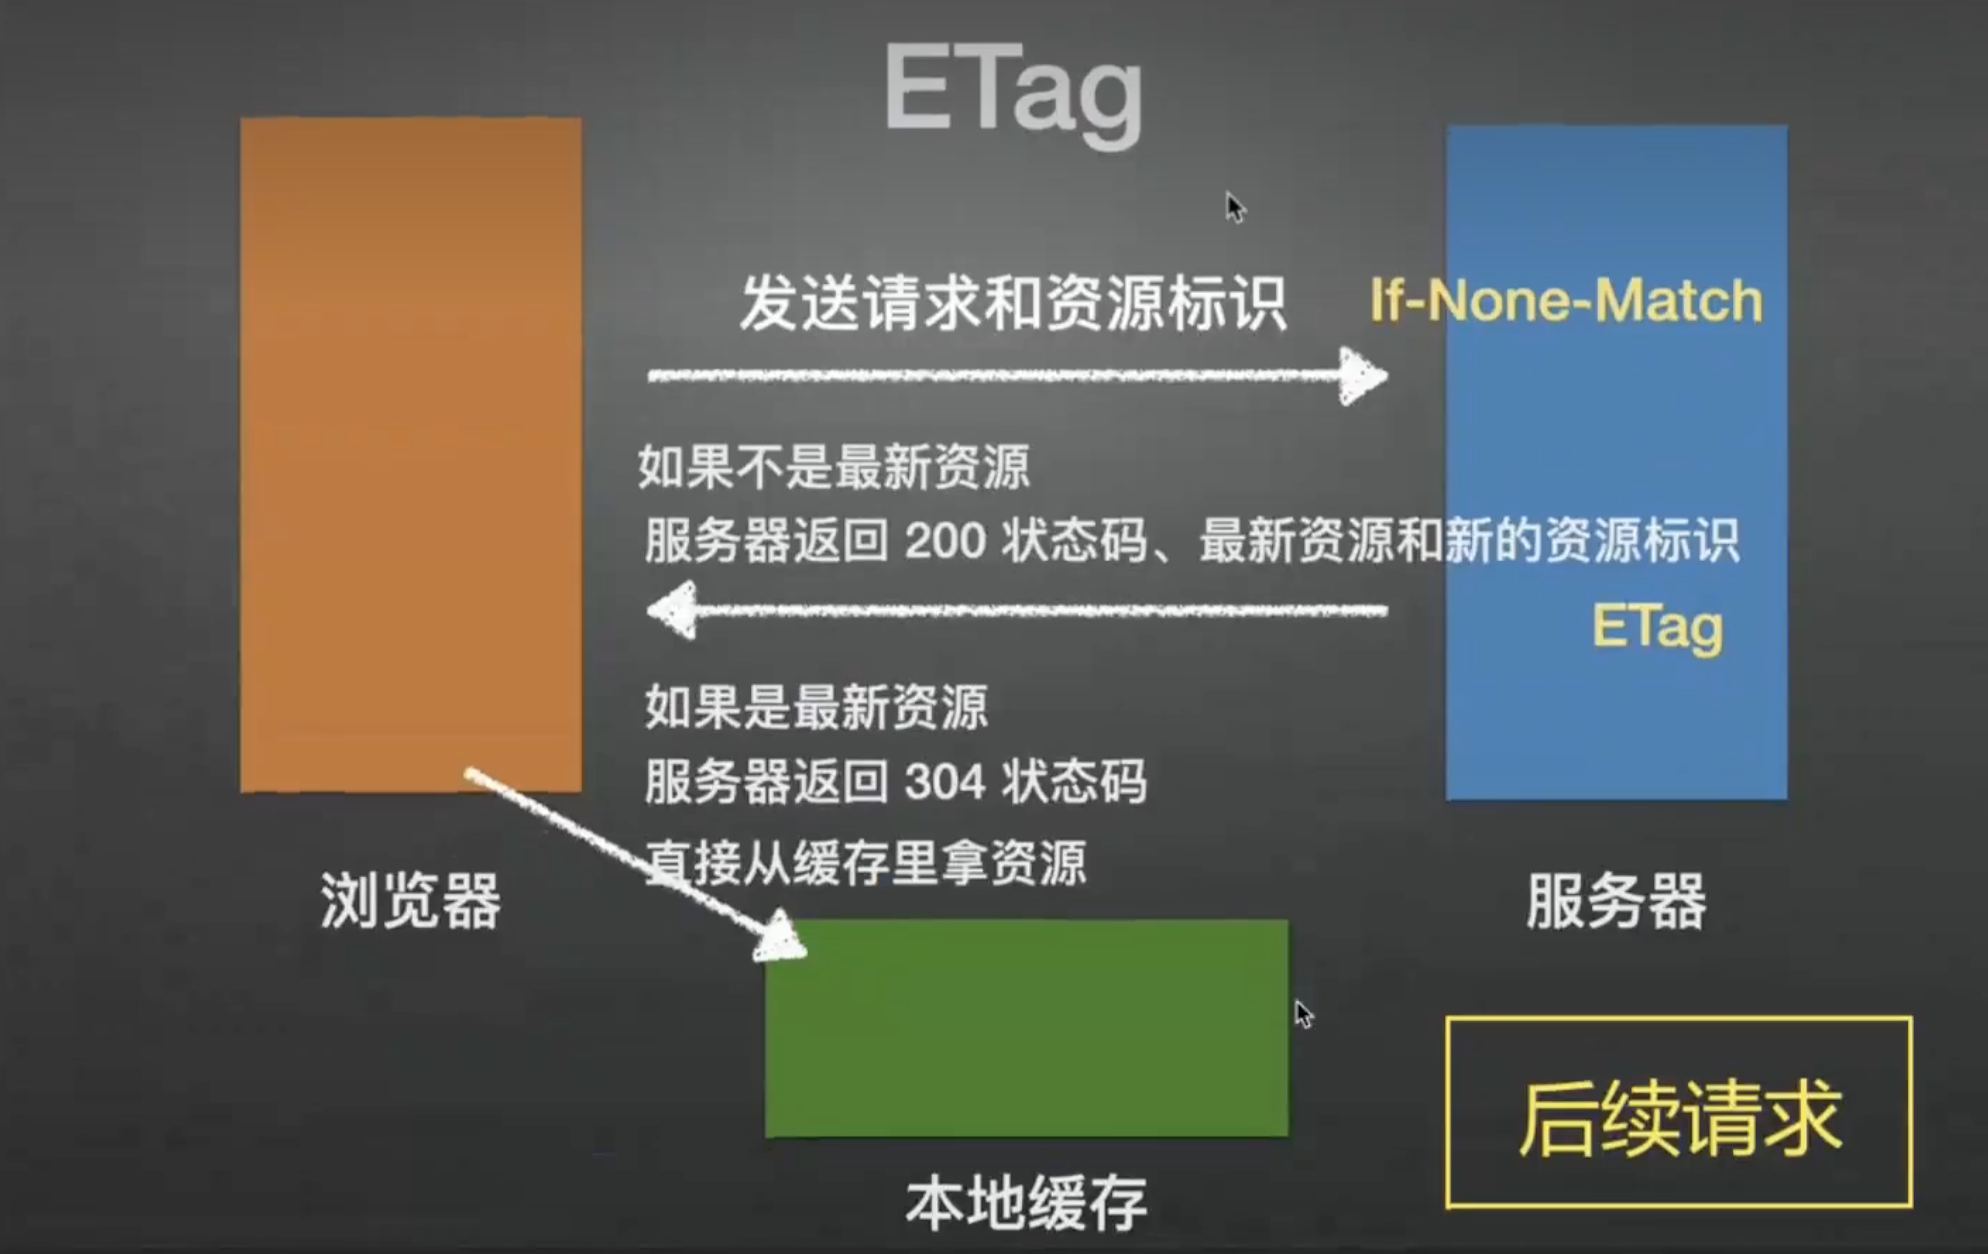 ETag
发送请求和资源标识
If-None-Match
如果不是最新资源
服务器返回 200 状态码、最新资源和新的资源标识
ETag
如果是最新资源
服务器返回 304 状态码
直接从缓存里拿资源
浏览器
服务器
后续请求
本地缓存